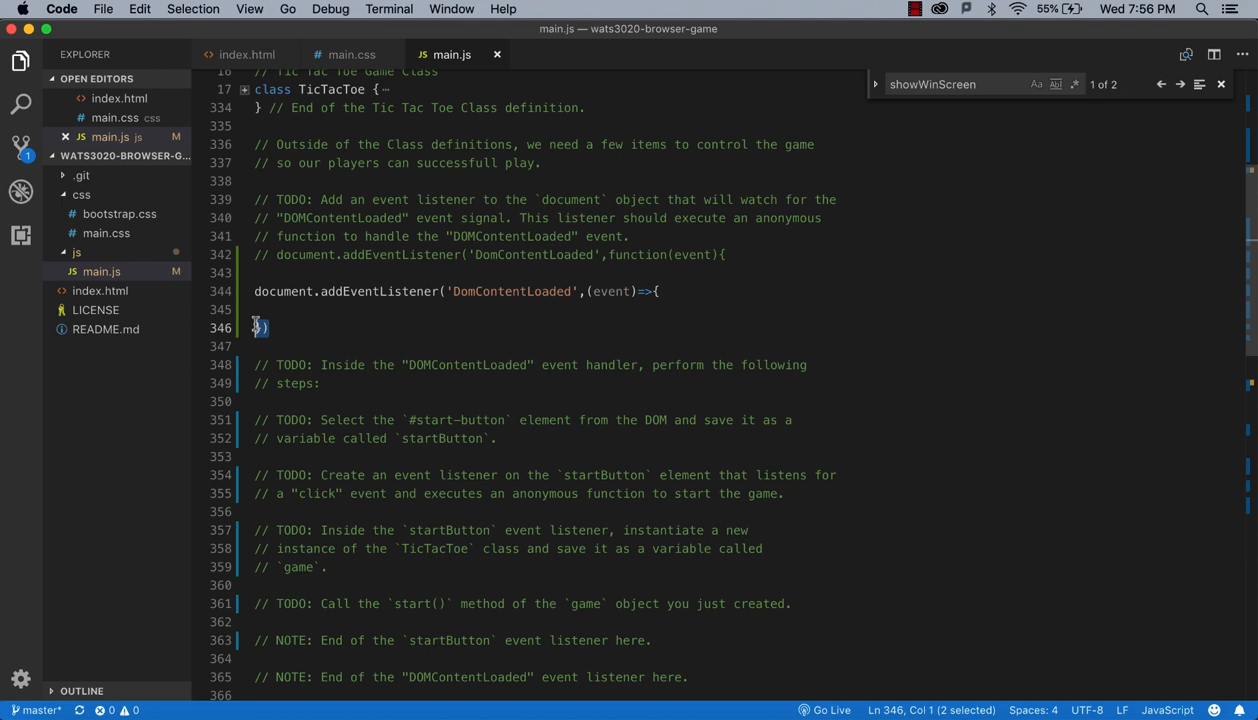 Code File Edit Selection View Go Debug Terminal Window Help 55% Wed 7:56 PM
main.js — wats3020-browser-game
EXPLORER
index.html
main.css
JS main.js
OPEN EDITORS
index.html
main.css css
JS main.js js M
WATS3020-BROWSER-G...
.git
css
bootstrap.css
main.css
js
JS main.js M
index.html
LICENSE
README.md
OUTLINE
showWinScreen Aa Abl .* 1 of 2
16 // Tic Tac Toe Game Class
17 class TicTacToe {…
334 } // End of the Tic Tac Toe Class definition.
335
336 // Outside of the Class definitions, we need a few items to control the game
337 // so our players can successfull play.
338
339 // TODO: Add an event listener to the `document` object that will watch for the
340 // "DOMContentLoaded" event signal. This listener should execute an anonymous
341 // function to handle the "DOMContentLoaded" event.
342 // document.addEventListener('DomContentLoaded',function(event){
343
344 document.addEventListener('DomContentLoaded',(event)=>{
345
346 })
347
348 // TODO: Inside the "DOMContentLoaded" event handler, perform the following
349 // steps:
350
351 // TODO: Select the `#start-button` element from the DOM and save it as a
352 // variable called `startButton`.
353
354 // TODO: Create an event listener on the `startButton` element that listens for
355 // a "click" event and executes an anonymous function to start the game.
356
357 // TODO: Inside the `startButton` event listener, instantiate a new
358 // instance of the `TicTacToe` class and save it as a variable called
359 // `game`.
360
361 // TODO: Call the `start()` method of the `game` object you just created.
362
363 // NOTE: End of the `startButton` event listener here.
364
365 // NOTE: End of the "DOMContentLoaded" event listener here.
366
1
master* 0 0 Go Live Ln 346, Col 1 (2 selected) Spaces: 4 UTF-8 LF JavaScript